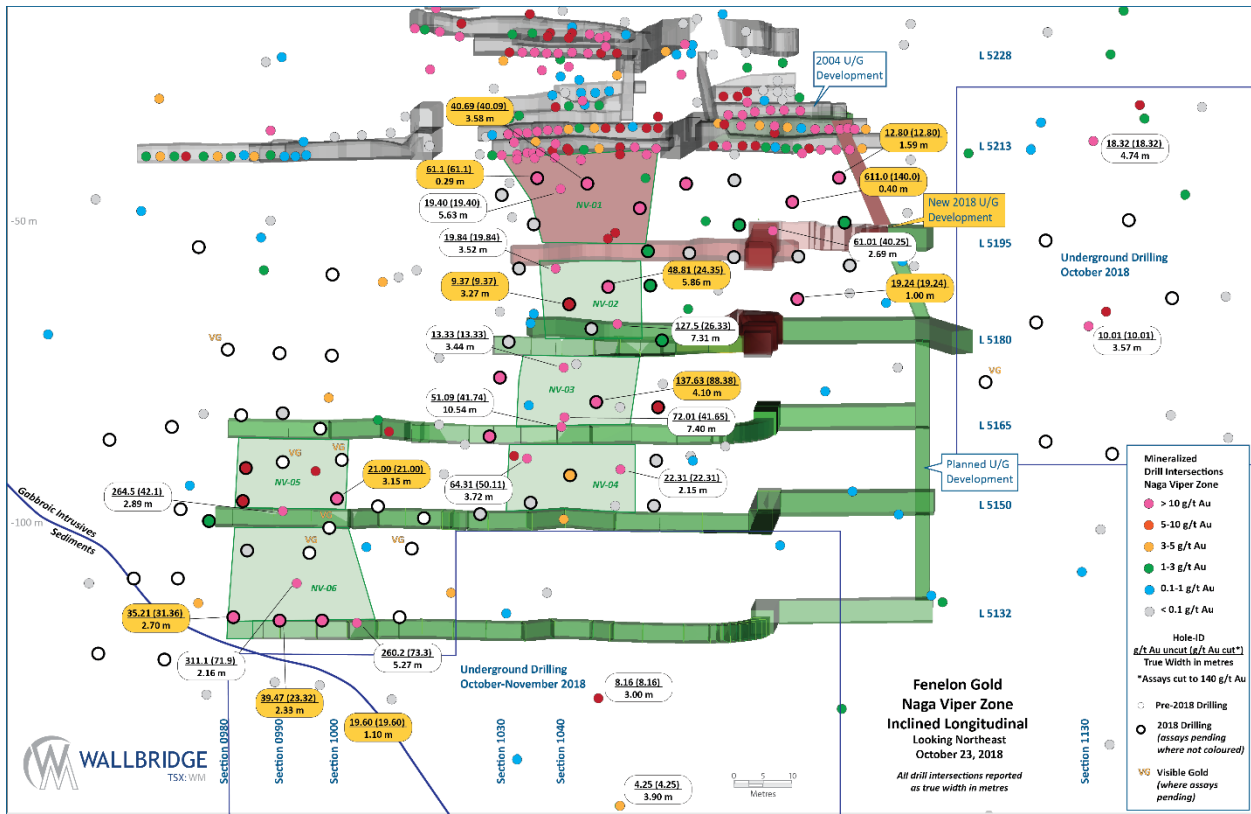 40.69 (40.09)
3.58 m
2004 U/G
Development
L 5228
12.80 (12.80)
1.59 m
L 5213
18.32 (18.32)
4.74 m
61.1 (61.1)
0.29 m
NV-01
611.0 (140.0)
0.40 m
19.40 (19.40)
5.63 m
New 2018 U/G
Development
-50 m
19.84 (19.84)
3.52 m
61.01 (40.25)
2.69 m
L 5195
Underground Drilling
October 2018
9.37 (9.37)
3.27 m
48.81 (24.35)
5.86 m
19.24 (19.24)
1.00 m
NV-02
VG
13.33 (13.33)
3.44 m
127.5 (26.33)
7.31 m
L 5180
10.01 (10.01)
3.57 m
VG
NV-03
137.63 (88.38)
4.10 m
51.09 (41.74)
10.54 m
72.01 (41.65)
7.40 m
L 5165
VG
VG
VG
NV-05
21.00 (21.00)
3.15 m
64.31 (50.11)
3.72 m
NV-04
22.31 (22.31)
2.15 m
Planned U/G
Development
264.5 (42.1)
2.89 m
L 5150
-100 m
Gabbroic Intrusives
Sediments
VG
VG
VG
NV-06
35.21 (31.36)
2.70 m
L 5132
311.1 (71.9)
2.16 m
260.2 (73.3)
5.27 m
39.47 (23.32)
2.33 m
19.60 (19.60)
1.10 m
Underground Drilling
October-November 2018
8.16 (8.16)
3.00 m
4.25 (4.25)
3.90 m
Section 0980
Section 0990
Section 1000
Section 1030
Section 1040
Section 1130
0
10
Metres
Fenelon Gold
Naga Viper Zone
Inclined Longitudinal
Looking Northeast
October 23, 2018
All drill intersections reported
as true width in metres
Mineralized
Drill Intersections
Naga Viper Zone
> 10 g/t Au
5-10 g/t Au
3-5 g/t Au
1-3 g/t Au
0.1-1 g/t Au
< 0.1 g/t Au
Hole-ID
g/t Au uncut (g/t Au cut*)
True Width in metres
*Assays cut to 140 g/t Au
Pre-2018 Drilling
2018 Drilling
(assays pending
where not coloured)
VG Visible Gold
(where assays
pending)
WALLBRIDGE
TSX: WM